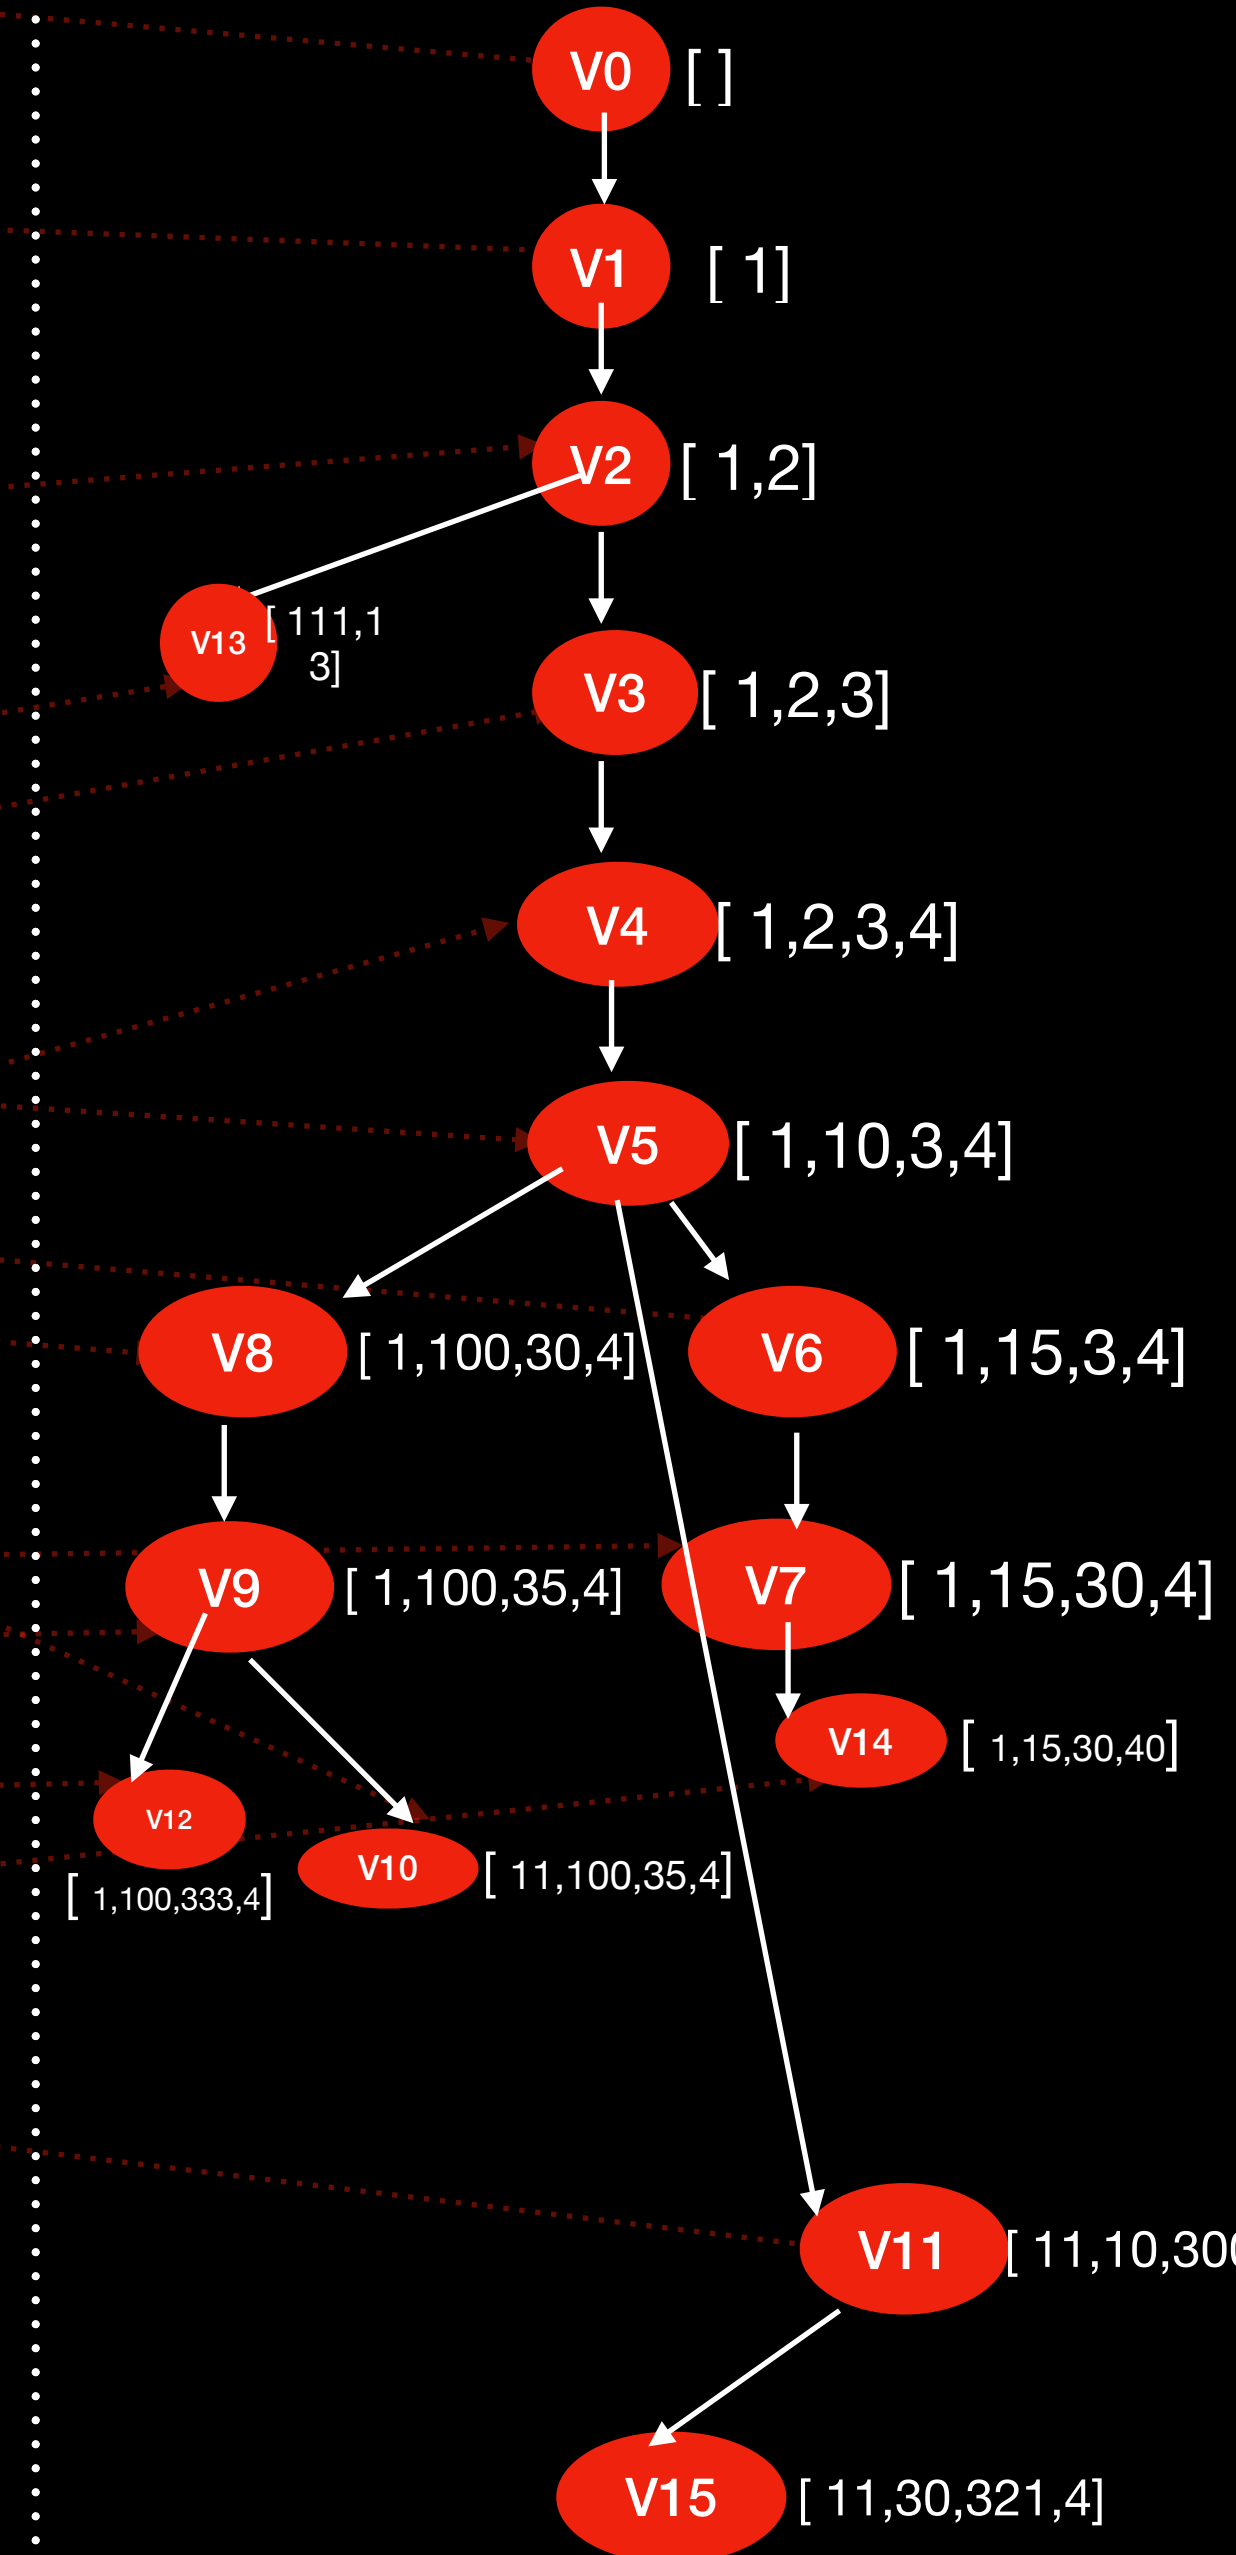 V0 [ ]
V1 [ 1]
V2 [ 1,2]
V13 [ 111,1
3]
V3 [ 1,2,3]
V4 [ 1,2,3,4]
V5 [ 1,10,3,4]
V8 [ 1,100,30,4] V6 [ 1,15,3,4]
V9 [ 1,100,35,4] V7 [ 1,15,30,4]
V14 [ 1,15,30,40]
V12
V10 [ 11,100,35,4]
[ 1,100,333,4]
V11 [ 11,10,300
V15 [ 11,30,321,4]